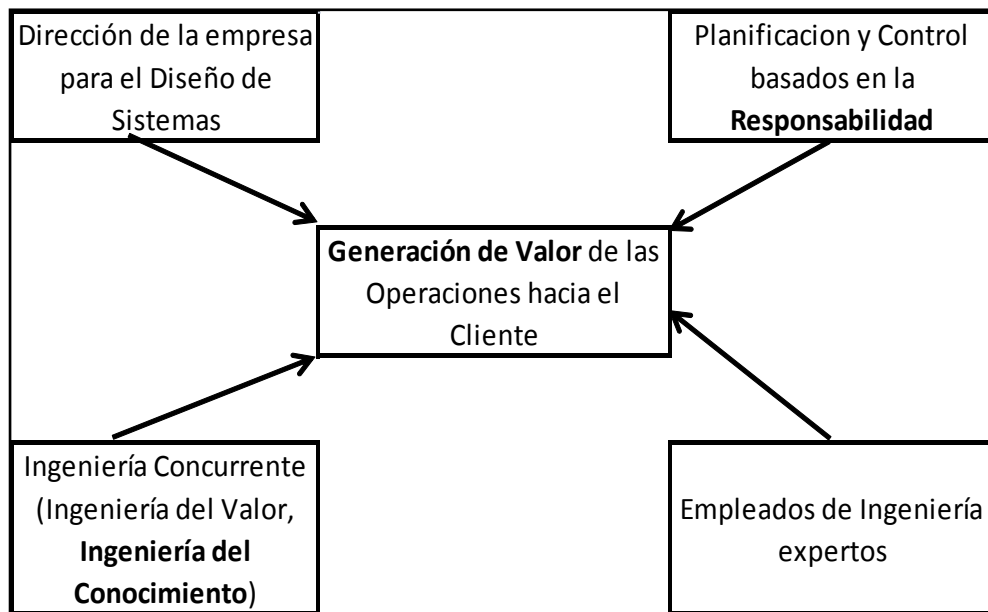 Dirección de la empresa
para el Diseño de
Sistemas
Planificacion y Control
basados en la
Responsabilidad
Generación de Valor de las
Operaciones hacia el
Cliente
Ingeniería Concurrente
(Ingeniería del Valor,
Ingeniería del
Conocimiento)
Empleados de Ingeniería
expertos